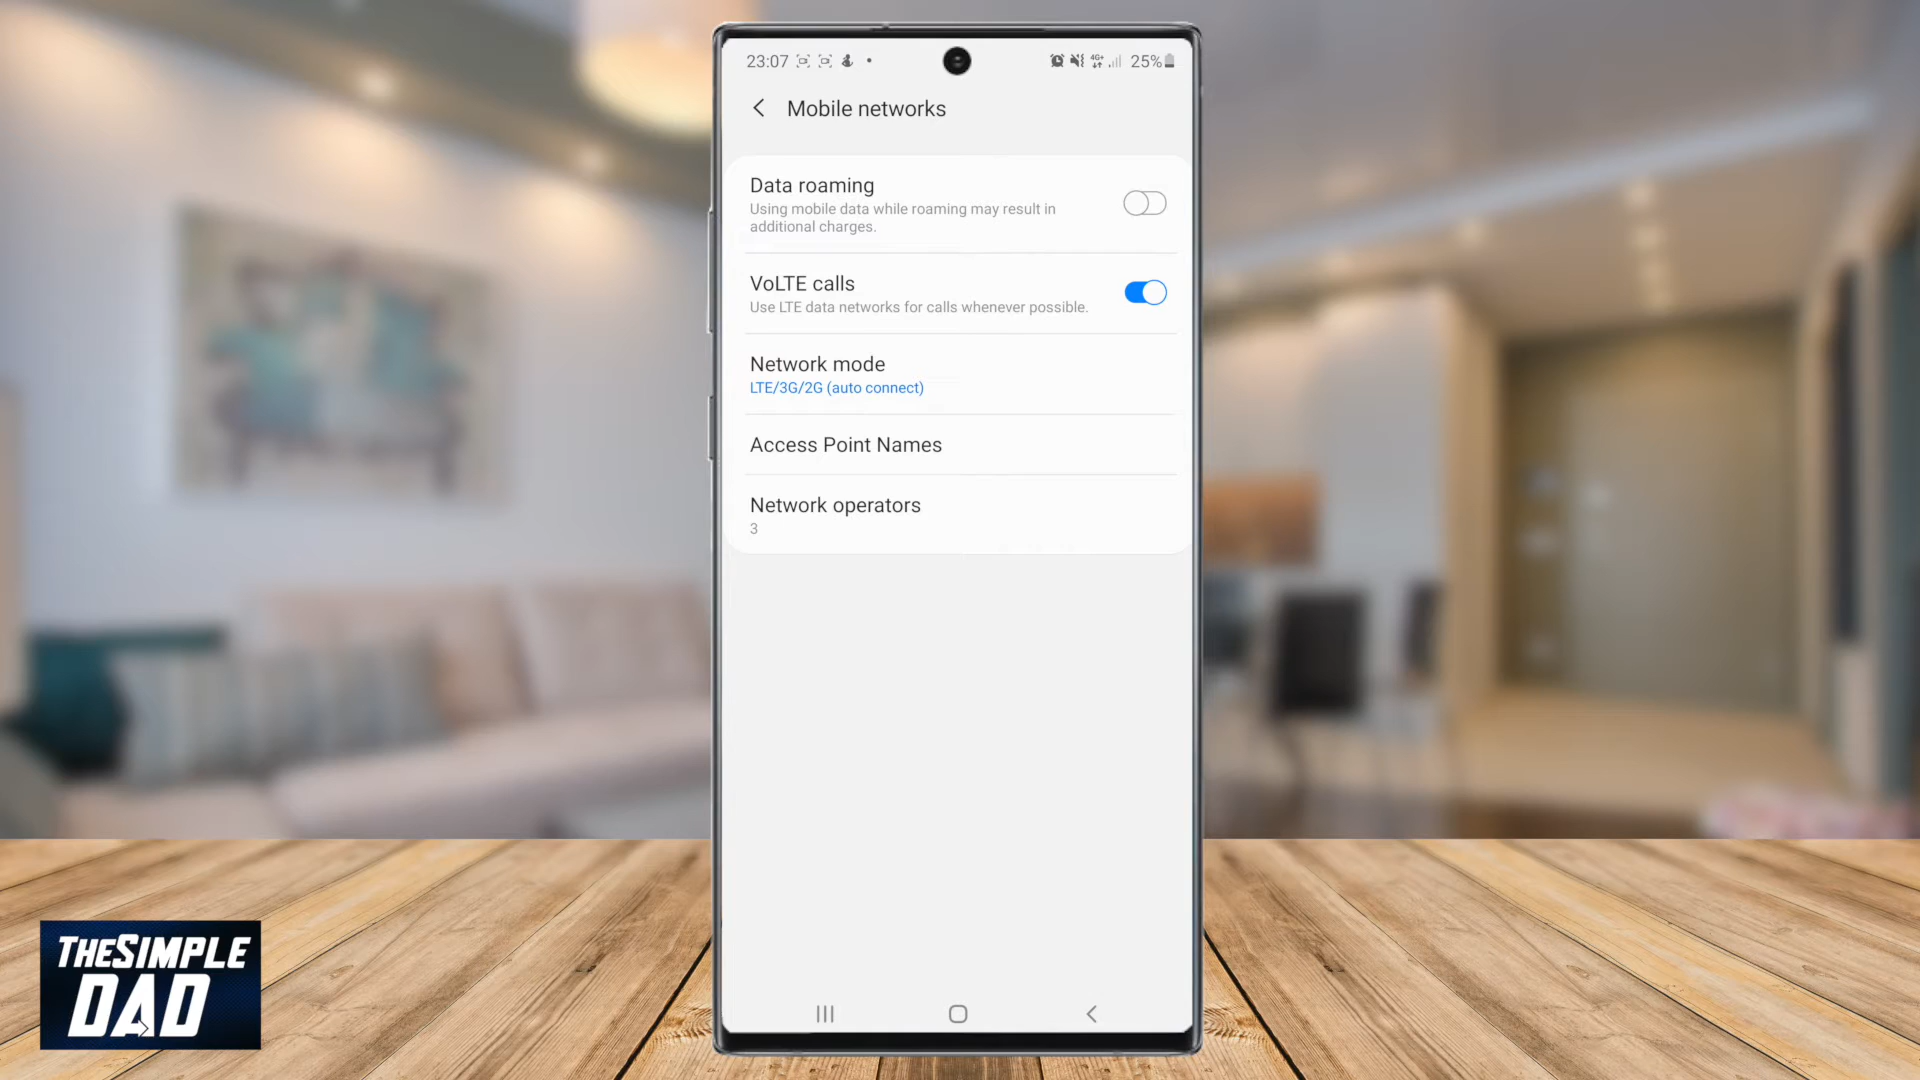 23:07
4G+
25%
Mobile networks
Data roaming
Using mobile data while roaming may result in
additional charges.
VoLTE calls
Use LTE data networks for calls whenever possible.
Network mode
LTE/3G/2G (auto connect)
Access Point Names
Network operators
3
THESIMPLE
DAD